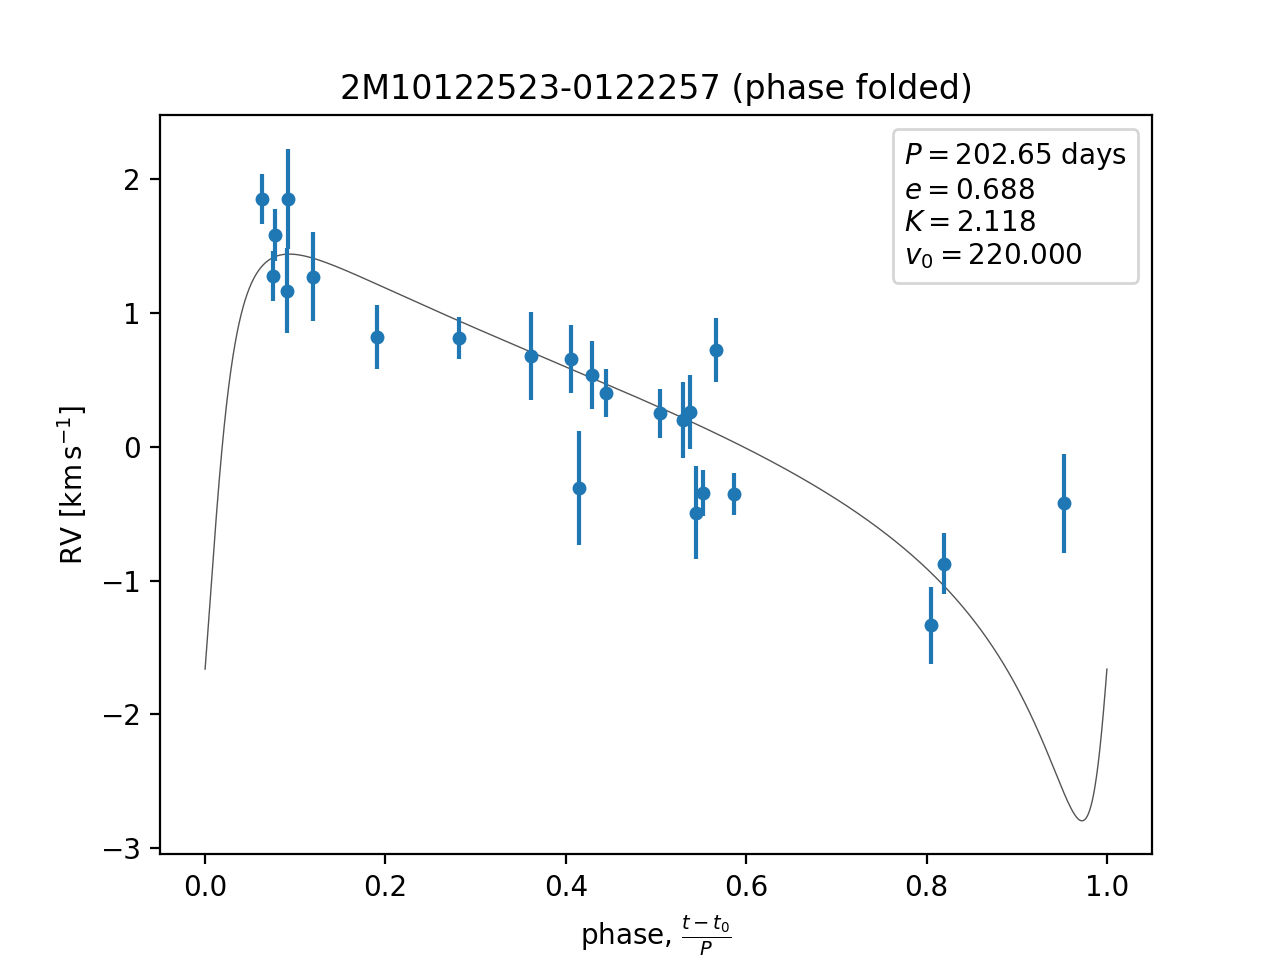 2M10122523-0122257 (phase folded)
P = 202.65 days
e = 0.688
K = 2.118
v₀ = 220.000
2
1
0
−1
−2
−3
RV [km s⁻¹]
0.0 0.2 0.4 0.6 0.8 1.0
phase, (t − t₀)/P